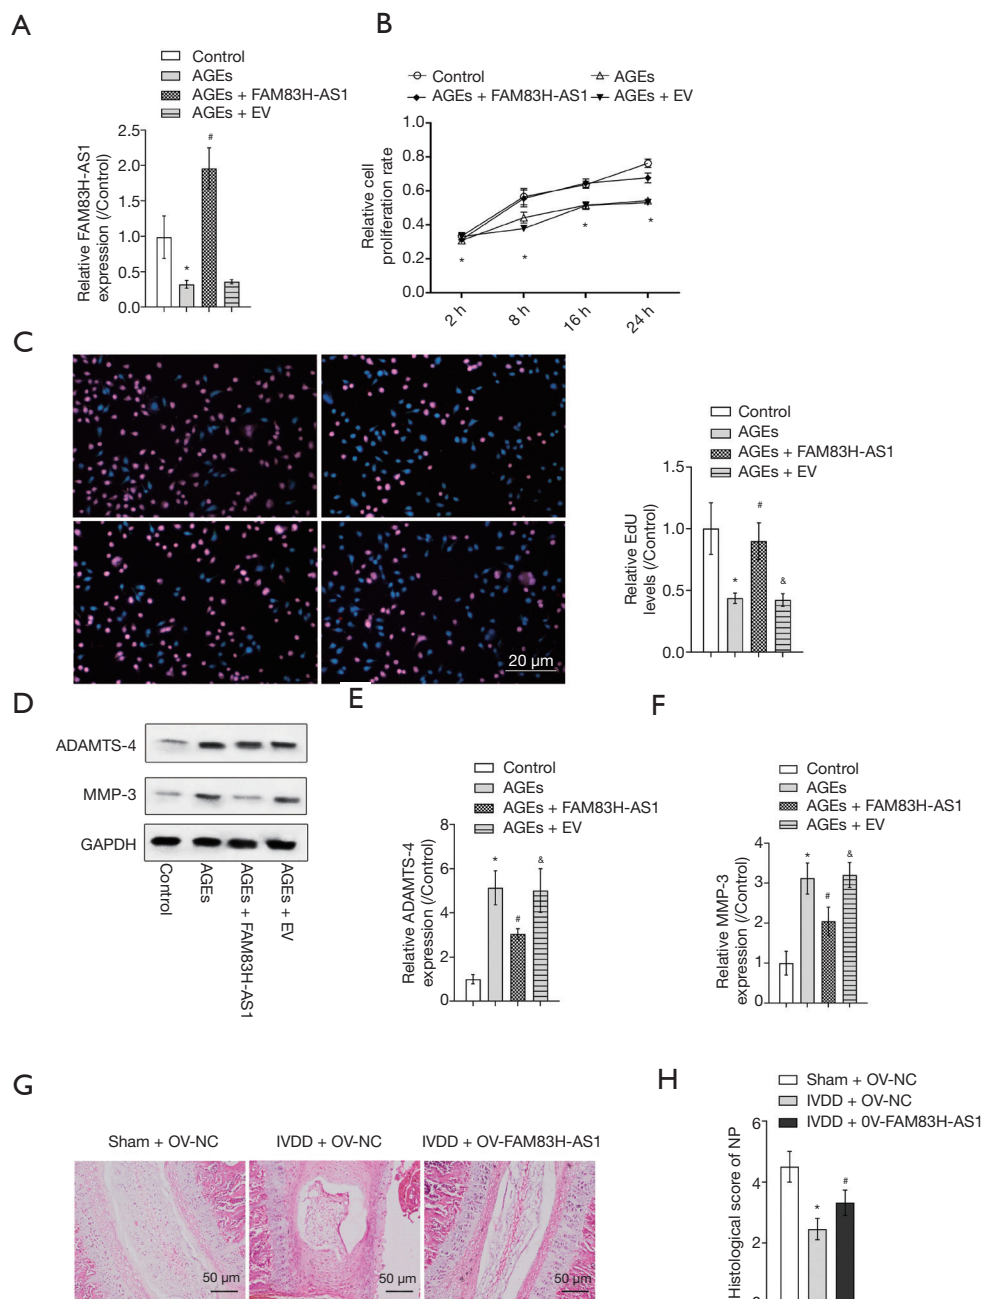 A
Control
AGEs
AGEs + FAM83H-AS1
AGEs + EV
Relative FAM83H-AS1
expression (/Control)
2.5
2.0
1.5
1.0
0.5
0.0
*
#
B
Control
AGEs
AGEs + FAM83H-AS1
AGEs + EV
Relative cell
proliferation rate
1.0
0.8
0.6
0.4
0.2
0.0
*
*
*
*
2 h
8 h
16 h
24 h
C
20 μm
Control
AGEs
AGEs + FAM83H-AS1
AGEs + EV
Relative EdU
levels (/Control)
1.5
1.0
0.5
0.0
*
#
&
D
ADAMTS-4
MMP-3
GAPDH
Control
AGEs
AGEs + FAM83H-AS1
AGEs + EV
E
Control
AGEs
AGEs + FAM83H-AS1
AGEs + EV
Relative ADAMTS-4
expression (/Control)
8
6
4
2
0
*
#
&
F
Control
AGEs
AGEs + FAM83H-AS1
AGEs + EV
Relative MMP-3
expression (/Control)
4
3
2
1
0
*
#
&
G
Sham + OV-NC
IVDD + OV-NC
IVDD + OV-FAM83H-AS1
50 μm
50 μm
50 μm
H
Sham + OV-NC
IVDD + OV-NC
IVDD + 0V-FAM83H-AS1
Histological score of NP
6
4
2
*
#